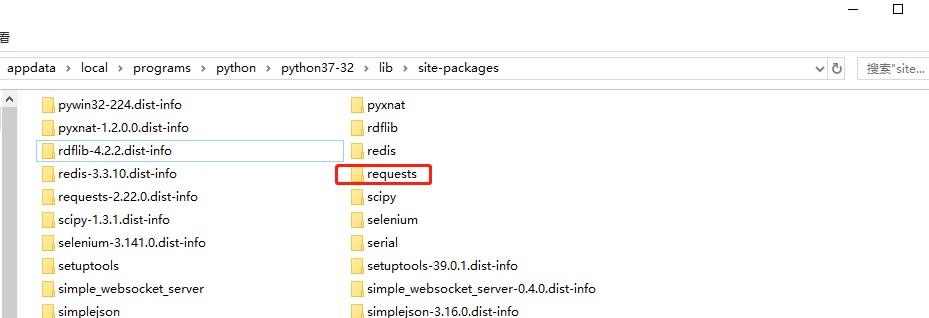 看
appdata > local > programs > python > python37-32 > lib > site-packages
搜索"site...
pywin32-224.dist-info
pyxnat
pyxnat-1.2.0.0.dist-info
rdflib
rdflib-4.2.2.dist-info
redis
redis-3.3.10.dist-info
requests
requests-2.22.0.dist-info
scipy
scipy-1.3.1.dist-info
selenium
selenium-3.141.0.dist-info
serial
setuptools
setuptools-39.0.1.dist-info
simple_websocket_server
simple_websocket_server-0.4.0.dist-info
simplejson
simplejson-3.16.0.dist-info